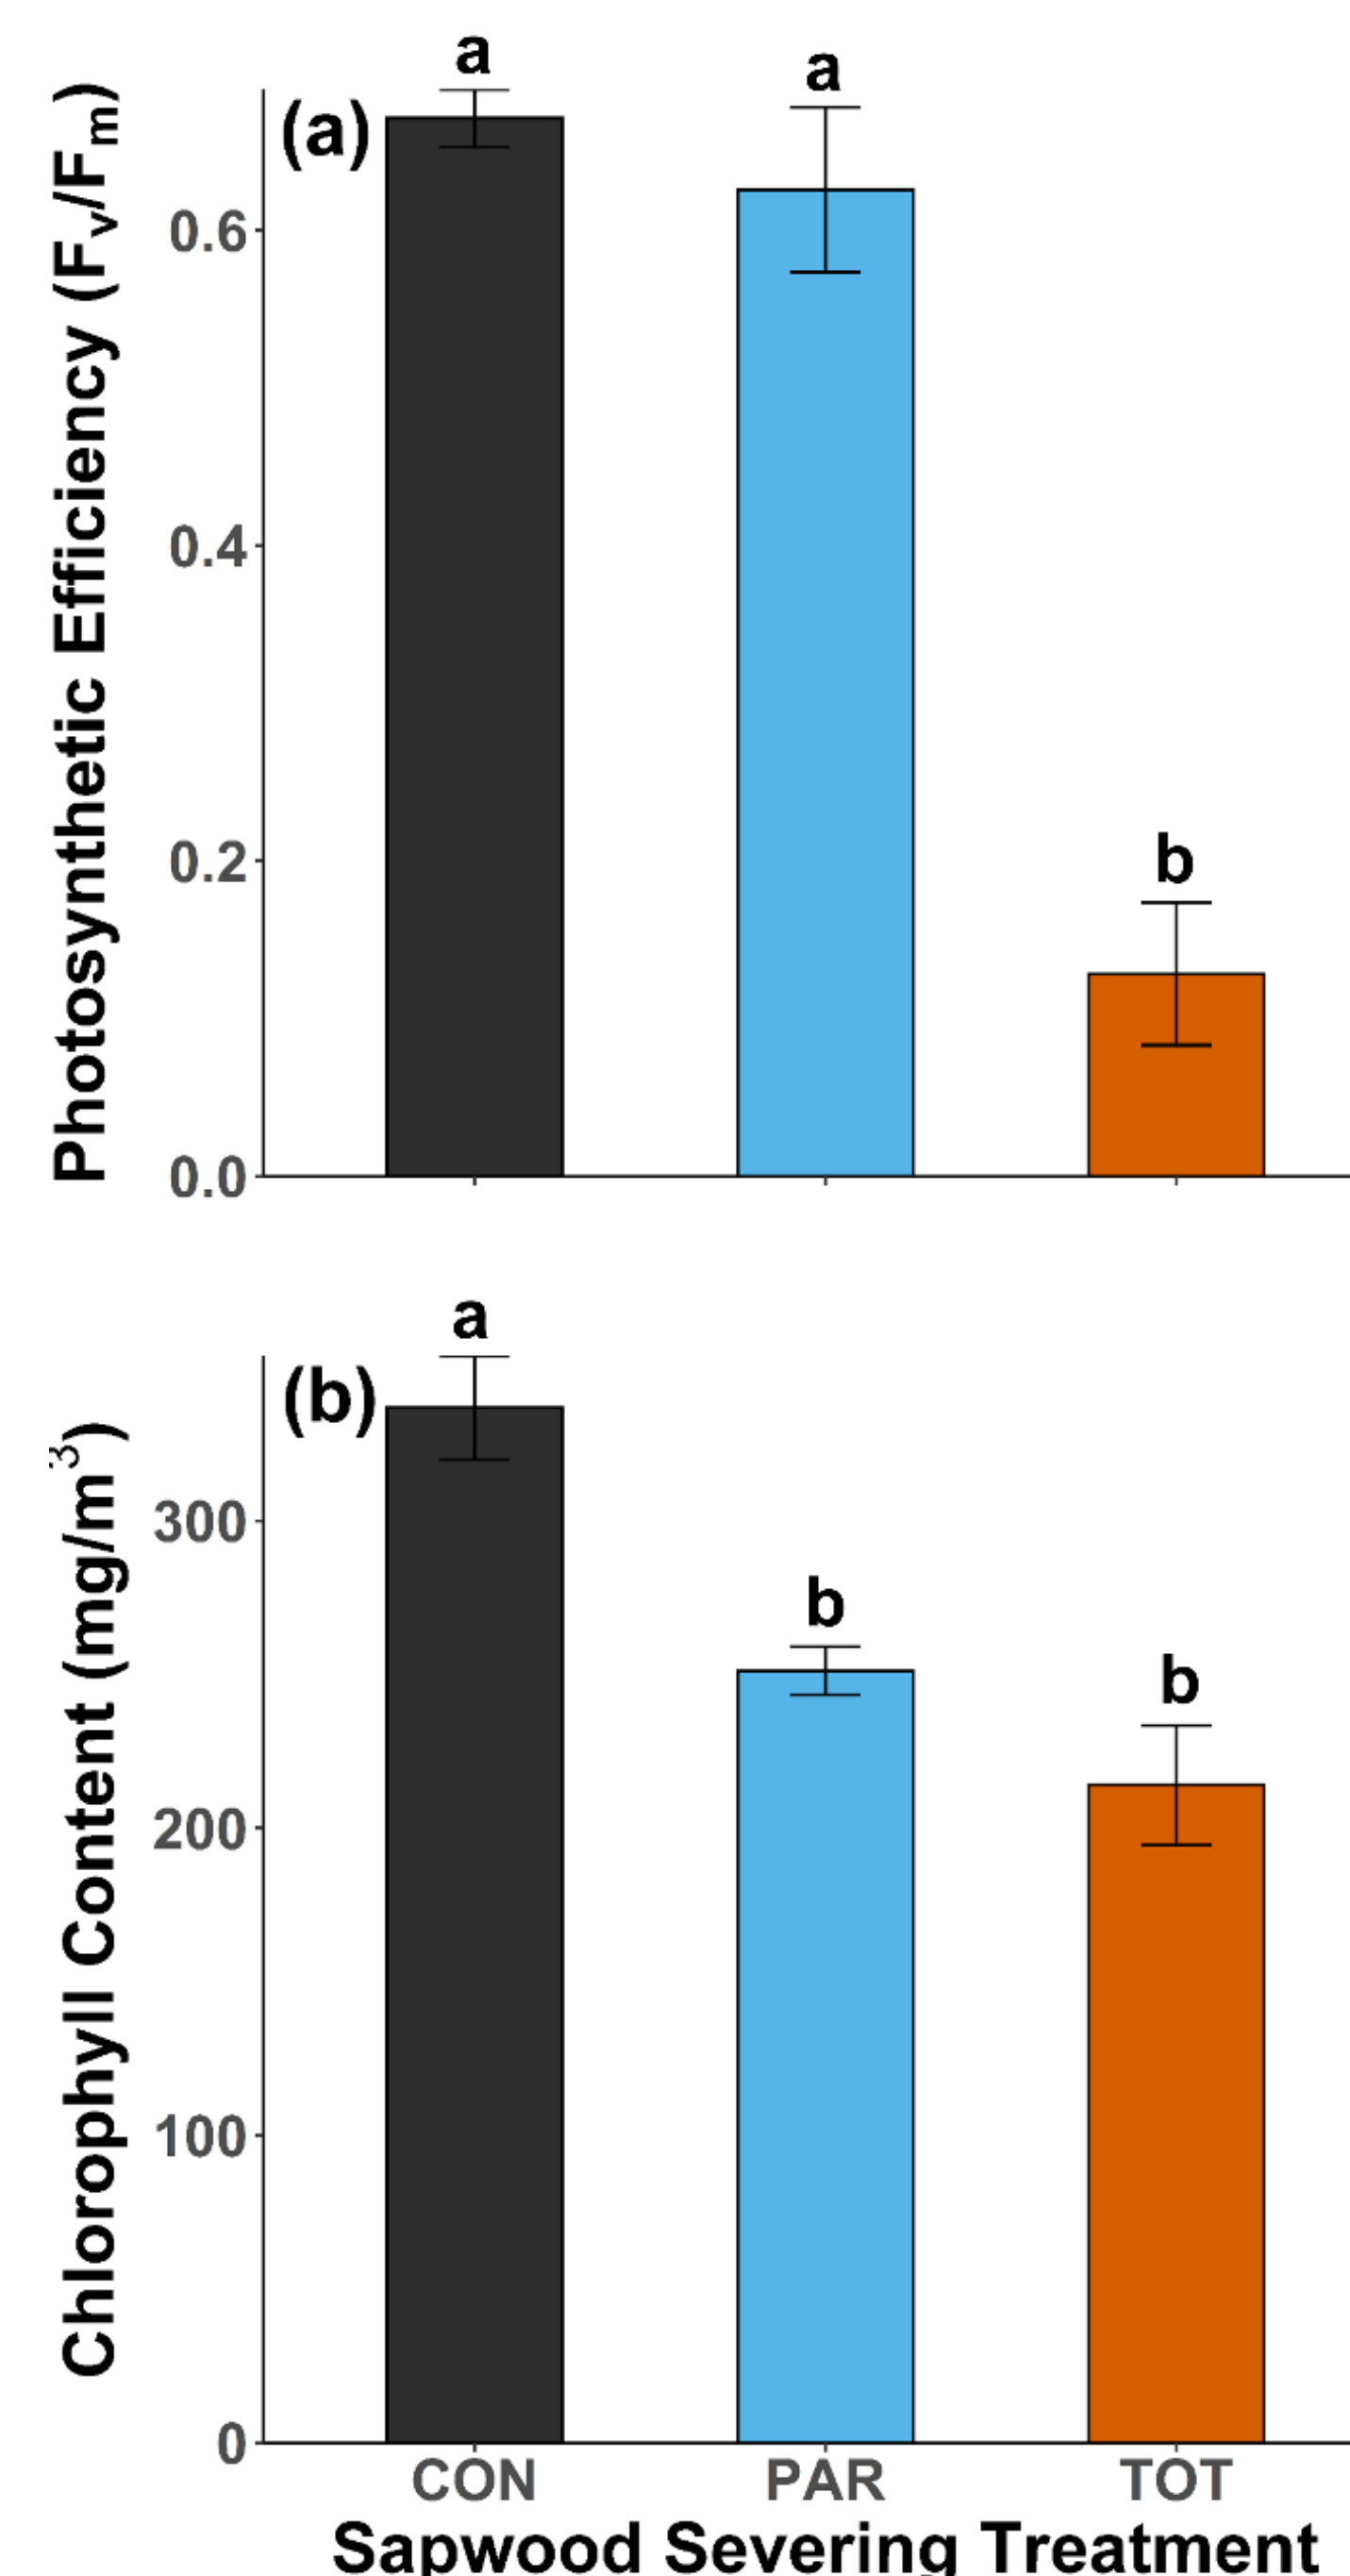 a
a
(a)
Photosynthetic Efficiency (Fv/Fm)
0.6
0.4
0.2
b
0.0
a
(b)
Chlorophyll Content (mg/m³)
300
b
b
200
100
0
CON PAR TOT
Sapwood Severing Treatment